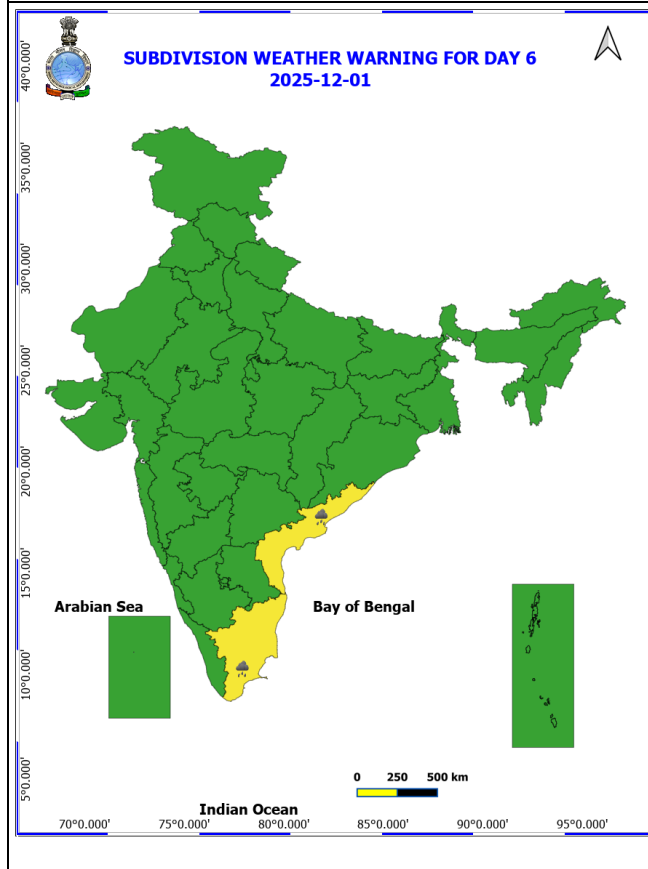 SUBDIVISION WEATHER WARNING FOR DAY 6
2025-12-01
40°0.000'
35°0.000'
30°0.000'
25°0.000'
20°0.000'
15°0.000'
10°0.000'
5°0.000'
Arabian Sea
Bay of Bengal
0 250 500 km
Indian Ocean
70°0.000' 75°0.000' 80°0.000' 85°0.000' 90°0.000' 95°0.000'